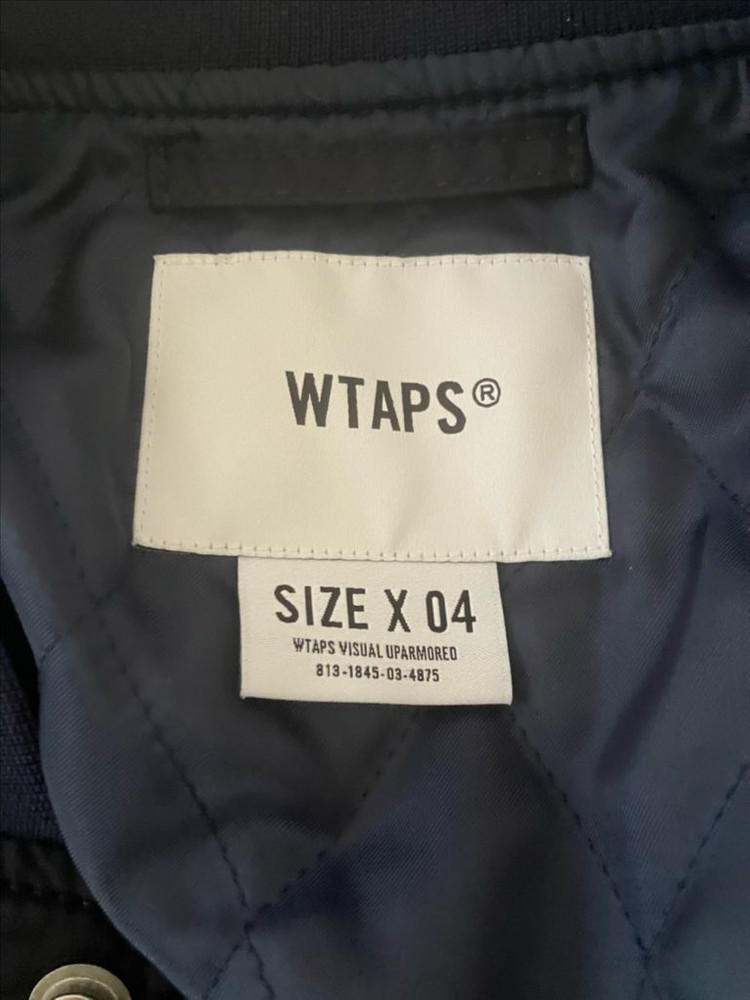 WTAPS®
SIZE X 04
WTAPS VISUAL UPARMORED
813-1845-03-4875